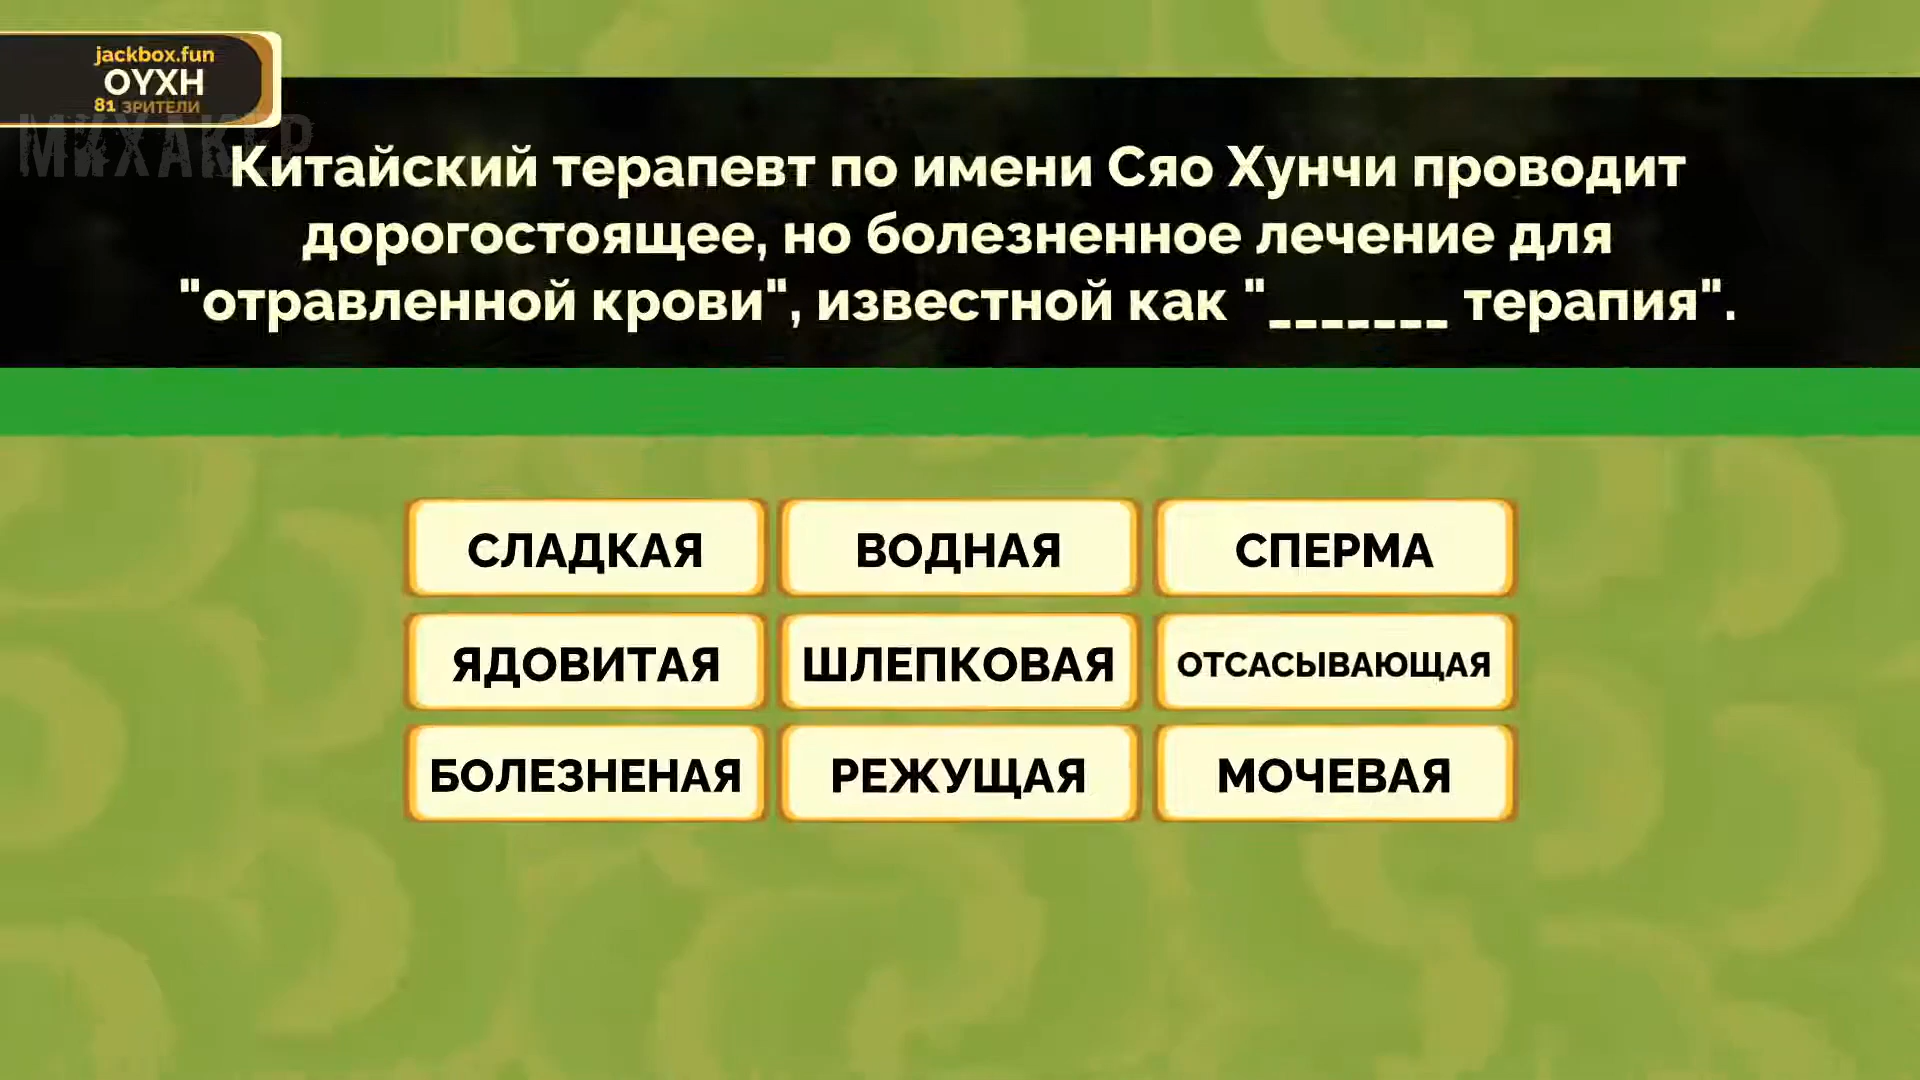 jackbox.fun
OYXH
81 ЗРИТЕЛИ
МИХАКЕР
Китайский терапевт по имени Сяо Хунчи проводит
дорогостоящее, но болезненное лечение для
"отравленной крови", известной как "_______ терапия".
СЛАДКАЯ ВОДНАЯ СПЕРМА
ЯДОВИТАЯ ШЛЕПКОВАЯ ОТСАСЫВАЮЩАЯ
БОЛЕЗНЕНАЯ РЕЖУЩАЯ МОЧЕВАЯ